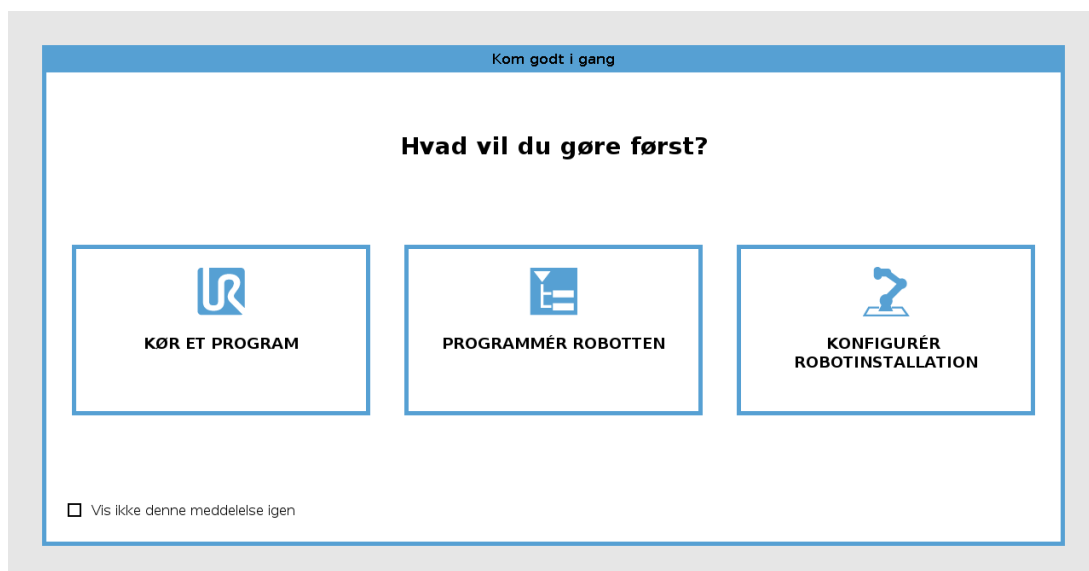 Kom godt i gang
Hvad vil du gøre først?
KØR ET PROGRAM
PROGRAMMÉR ROBOTTEN
KONFIGURÉR
ROBOTINSTALLATION
Vis ikke denne meddelelse igen